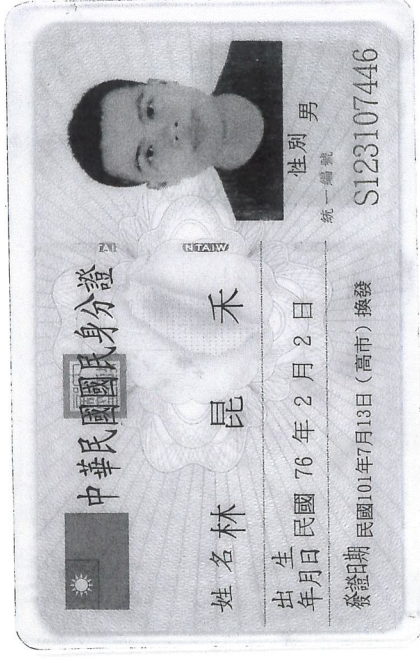 中華民國國民身分證
TAI
N TAIW
姓名 林昆禾
出生年月日 民國 76 年 2 月 2 日
性別 男
發證日期 民國101年7月13日（高市）換發
統一編號
S123107446